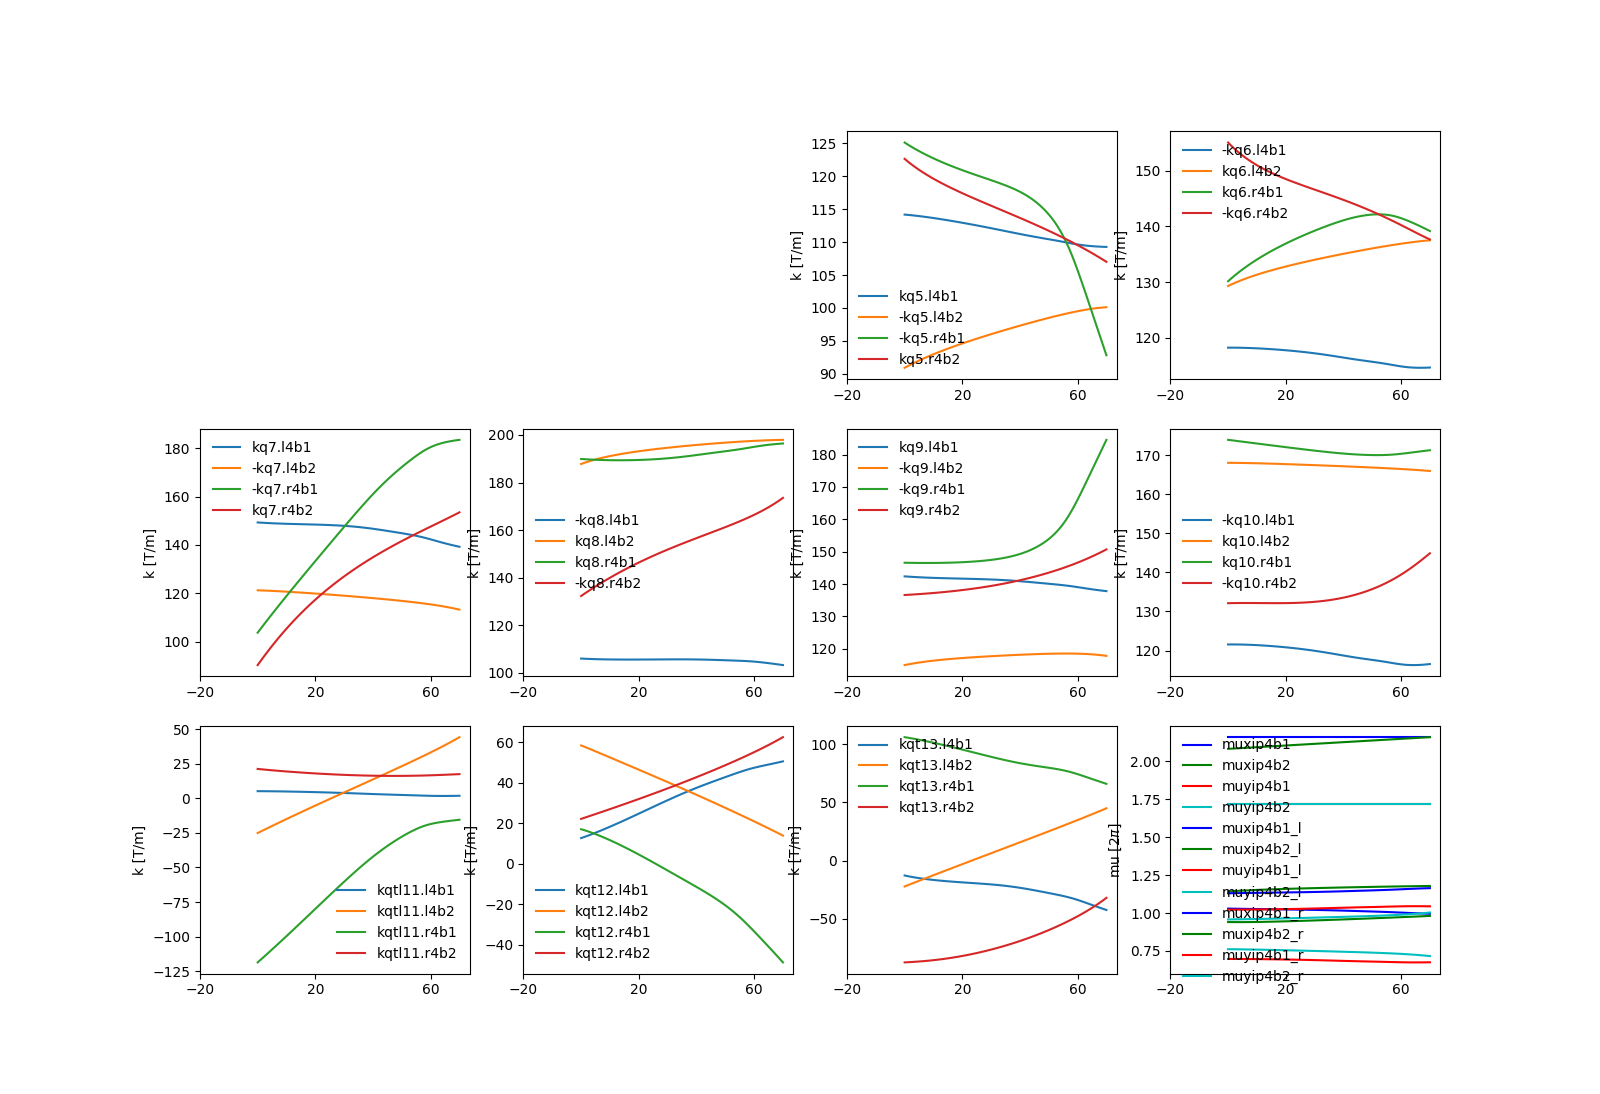 125
120
115
110
105
100
95
90
k [T/m]
kq5.l4b1
-kq5.l4b2
-kq5.r4b1
kq5.r4b2
−20
20
60
150
140
130
120
k [T/m]
-kq6.l4b1
kq6.l4b2
kq6.r4b1
-kq6.r4b2
−20
20
60
180
160
140
120
100
k [T/m]
kq7.l4b1
-kq7.l4b2
-kq7.r4b1
kq7.r4b2
−20
20
60
200
180
160
140
120
100
k [T/m]
-kq8.l4b1
kq8.l4b2
kq8.r4b1
-kq8.r4b2
−20
20
60
180
170
160
150
140
130
120
k [T/m]
kq9.l4b1
-kq9.l4b2
-kq9.r4b1
kq9.r4b2
−20
20
60
170
160
150
140
130
120
k [T/m]
-kq10.l4b1
kq10.l4b2
kq10.r4b1
-kq10.r4b2
−20
20
60
50
25
0
−25
−50
−75
−100
−125
k [T/m]
kqtl11.l4b1
kqtl11.l4b2
kqtl11.r4b1
kqtl11.r4b2
−20
20
60
60
40
20
0
−20
−40
k [T/m]
kqt12.l4b1
kqt12.l4b2
kqt12.r4b1
kqt12.r4b2
−20
20
60
100
50
0
−50
k [T/m]
kqt13.l4b1
kqt13.l4b2
kqt13.r4b1
kqt13.r4b2
−20
20
60
2.00
1.75
1.50
1.25
1.00
0.75
mu [2π]
muxip4b1
muxip4b2
muyip4b1
muyip4b2
muxip4b1_l
muxip4b2_l
muyip4b1_l
muyip4b2_l
muxip4b1_r
muxip4b2_r
muyip4b1_r
muyip4b2_r
−20
20
60